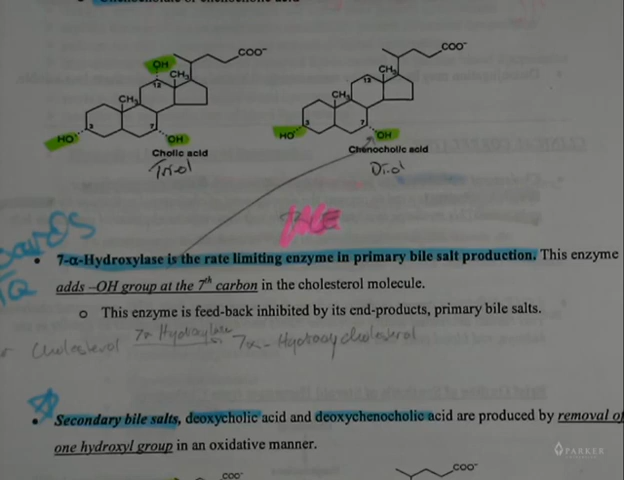 COO⁻
COO⁻
OH
12
CH₃
12
CH₃
CH₃
CH₃
3
7
3
7
HO
OH
HO
OH
Cholic acid
Chenocholic acid
Triol
Diol
• 7-α-Hydroxylase is the rate limiting enzyme in primary bile salt production. This enzyme
adds –OH group at the 7th carbon in the cholesterol molecule.
o This enzyme is feed-back inhibited by its end-products, primary bile salts.
Cholesterol 7α Hydroxylase 7α - Hydroxycholesterol
• Secondary bile salts, deoxycholic acid and deoxychenocholic acid are produced by removal of
one hydroxyl group in an oxidative manner.
PARKER
COO⁻
COO⁻